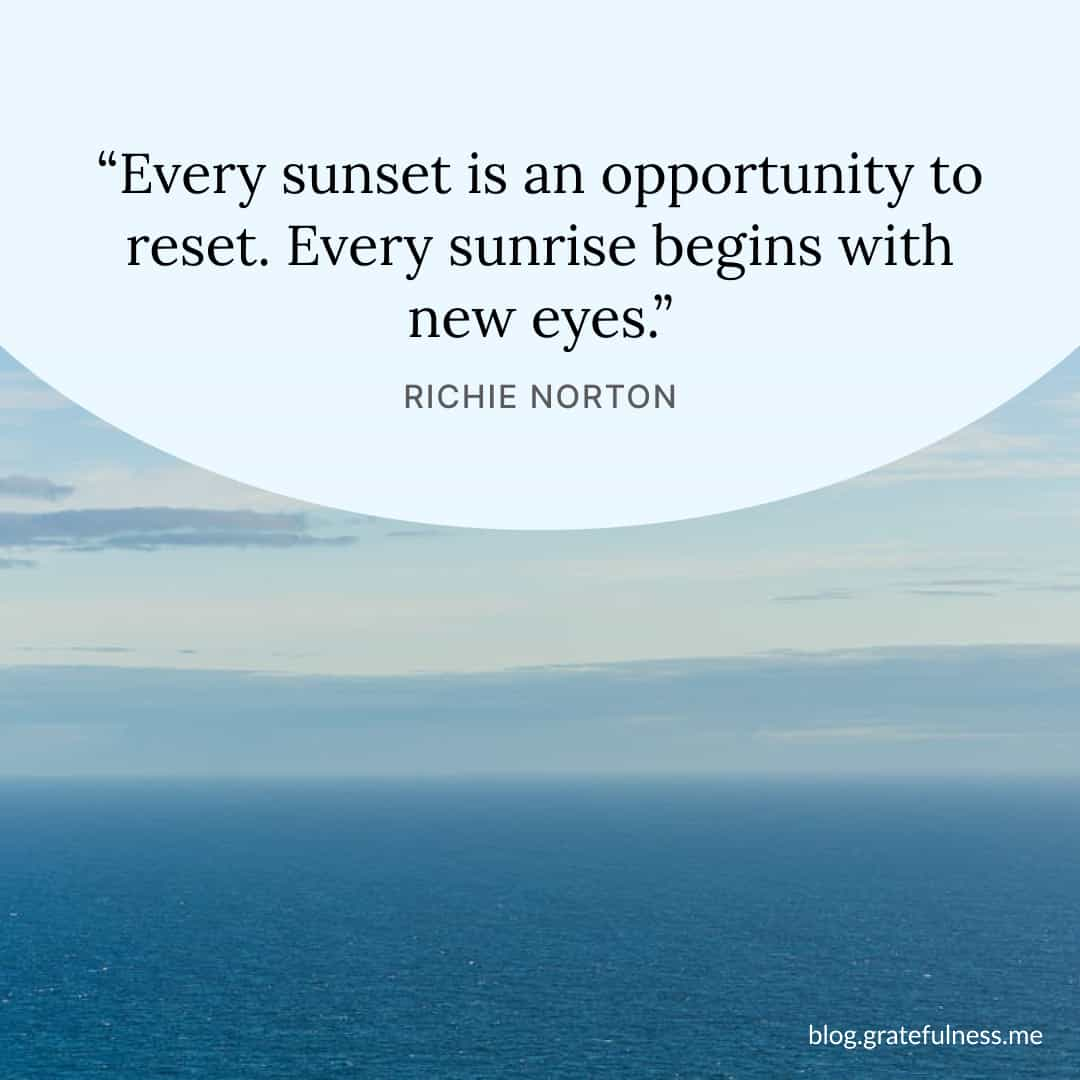 “Every sunset is an opportunity to
reset. Every sunrise begins with
new eyes.”
RICHIE NORTON
blog.gratefulness.me